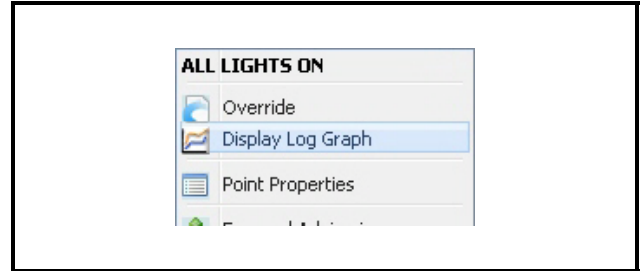 ALL LIGHTS ON
Override
Display Log Graph
Point Properties